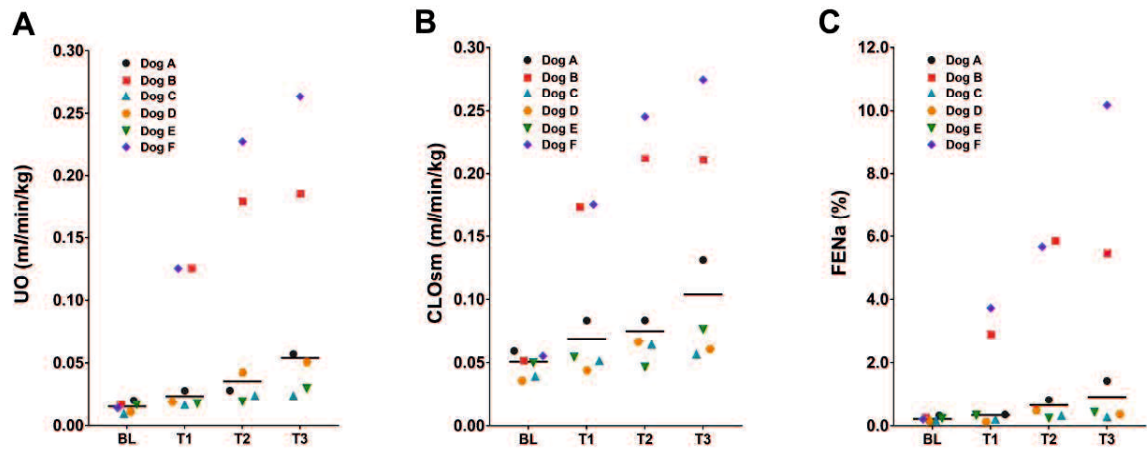 A
UO (ml/min/kg)
0.30
0.25
0.20
0.15
0.10
0.05
0.00
Dog A
Dog B
Dog C
Dog D
Dog E
Dog F
BL T1 T2 T3
B
CLOsm (ml/min/kg)
0.30
0.25
0.20
0.15
0.10
0.05
0.00
Dog A
Dog B
Dog C
Dog D
Dog E
Dog F
BL T1 T2 T3
C
FENa (%)
12.0
10.0
8.0
6.0
4.0
2.0
0.0
Dog A
Dog B
Dog C
Dog D
Dog E
Dog F
BL T1 T2 T3